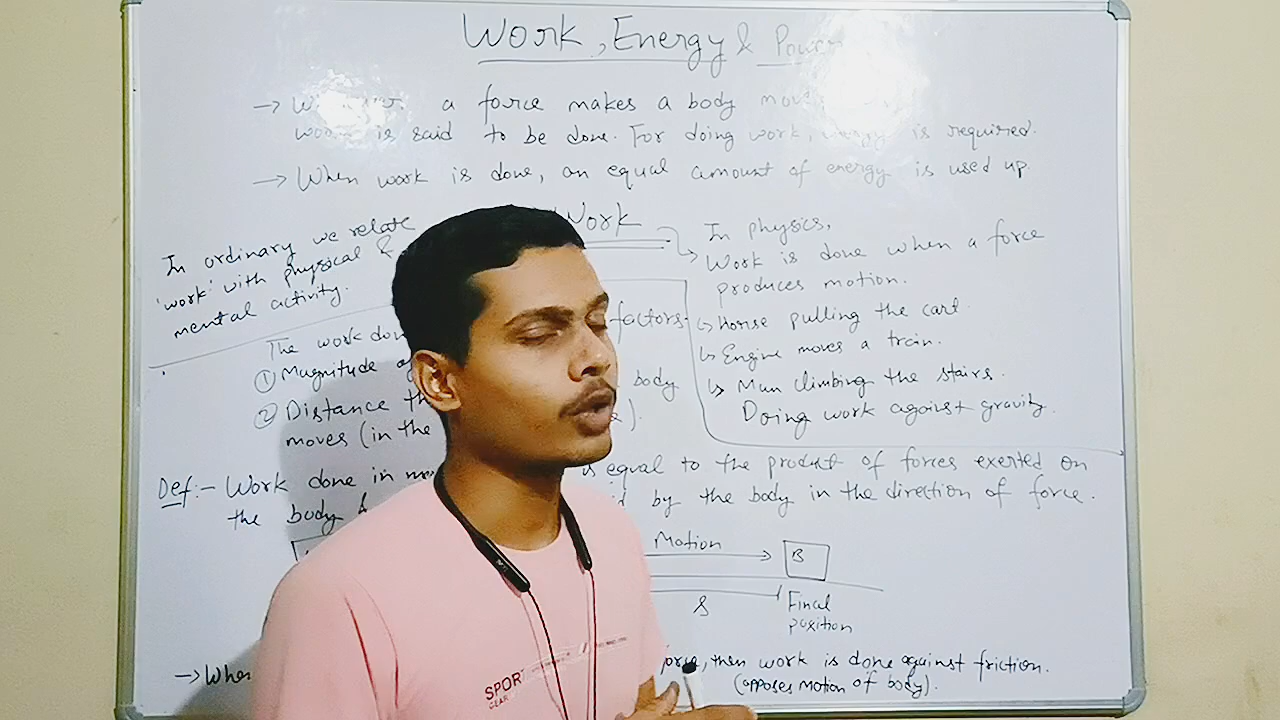 Work, Energy & Power
→ a force makes a body
is said to be done. For doing work, is required.
→ When work is done, an equal amount of energy is used up.
Work
In ordinary we relate
'work' with physical &
mental activity.
In physics,
Work is done when a force
produces motion.
↳ Horse pulling the cart.
↳ Engine moves a train.
↳ Man climbing the stairs.
Doing work against gravity.
The work factors.
① Magnitude body
② Distance
moves (in the
Def:- Work done in is equal to the product of forces exerted on
the body by the body in the direction of force.
Motion
B
S
Final
position
→ then work is done against friction.
(opposes Motion of body).
SPORT
GEAR